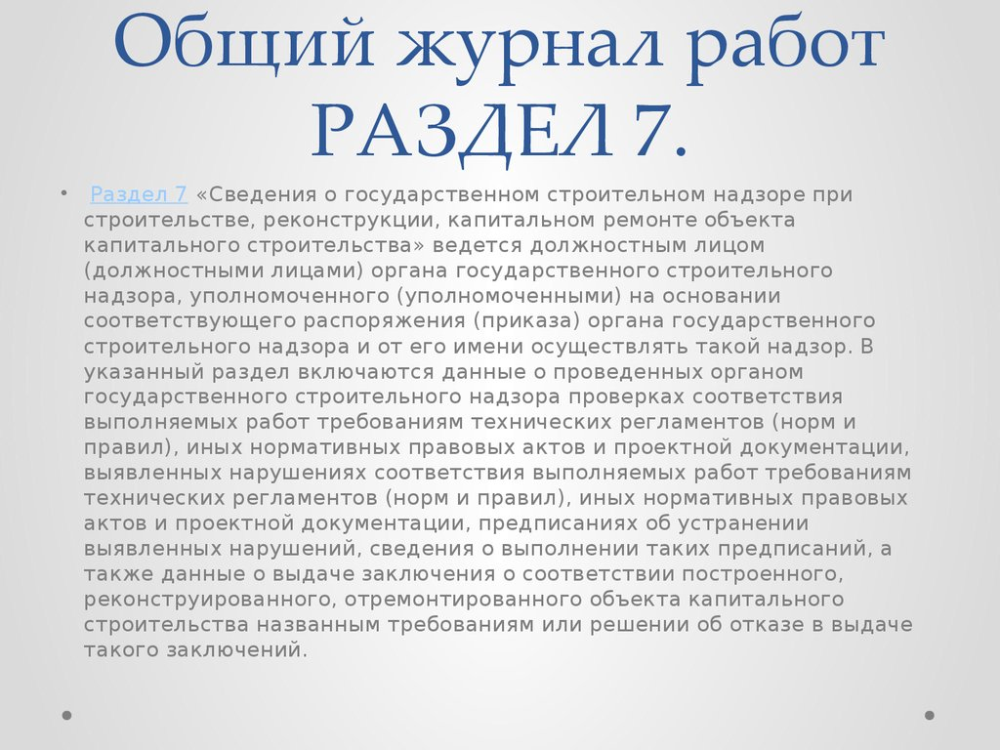 Общий журнал работ
РАЗДЕЛ 7.
• Раздел 7 «Сведения о государственном строительном надзоре при
строительстве, реконструкции, капитальном ремонте объекта
капитального строительства» ведется должностным лицом
(должностными лицами) органа государственного строительного
надзора, уполномоченного (уполномоченными) на основании
соответствующего распоряжения (приказа) органа государственного
строительного надзора и от его имени осуществлять такой надзор. В
указанный раздел включаются данные о проведенных органом
государственного строительного надзора проверках соответствия
выполняемых работ требованиям технических регламентов (норм и
правил), иных нормативных правовых актов и проектной документации,
выявленных нарушениях соответствия выполняемых работ требованиям
технических регламентов (норм и правил), иных нормативных правовых
актов и проектной документации, предписаниях об устранении
выявленных нарушений, сведения о выполнении таких предписаний, а
также данные о выдаче заключения о соответствии построенного,
реконструированного, отремонтированного объекта капитального
строительства названным требованиям или решении об отказе в выдаче
такого заключений.